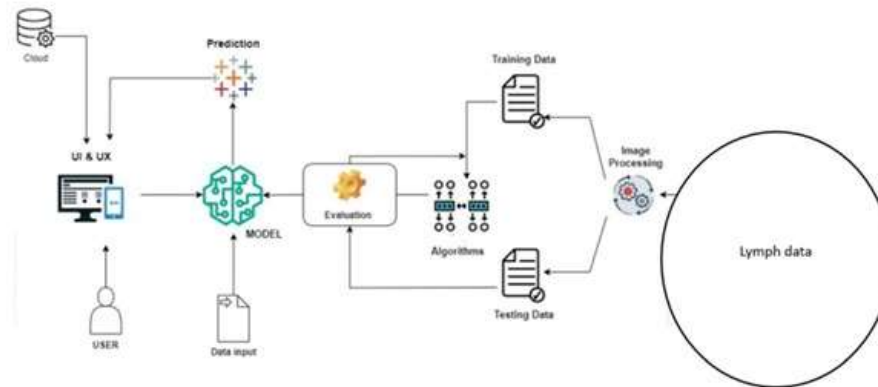 Cloud
Prediction
Training Data
UI & UX
Image
Processing
Lymph data
Evaluation
MODEL
Algorithms
Testing Data
USER
Data input